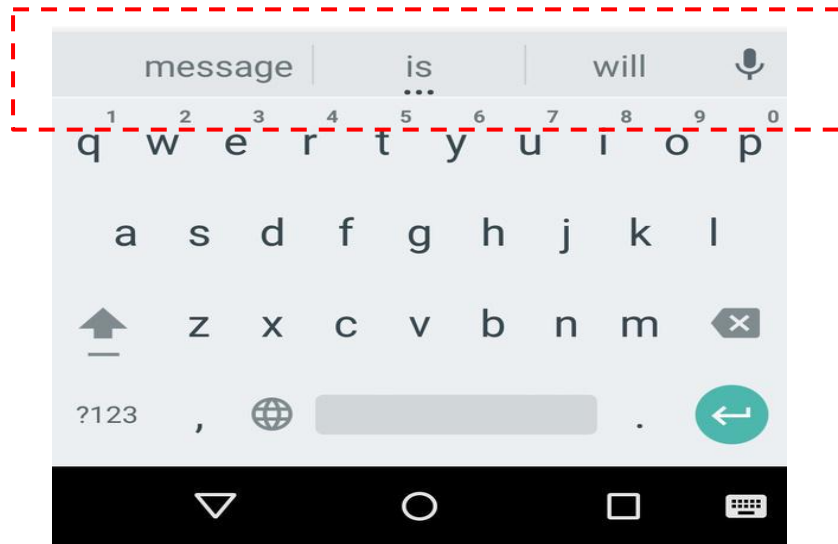 message is will
1 2 3 4 5 6 7 8 9 0
q w e r t y u i o p
a s d f g h j k l
z x c v b n m
?123 , .